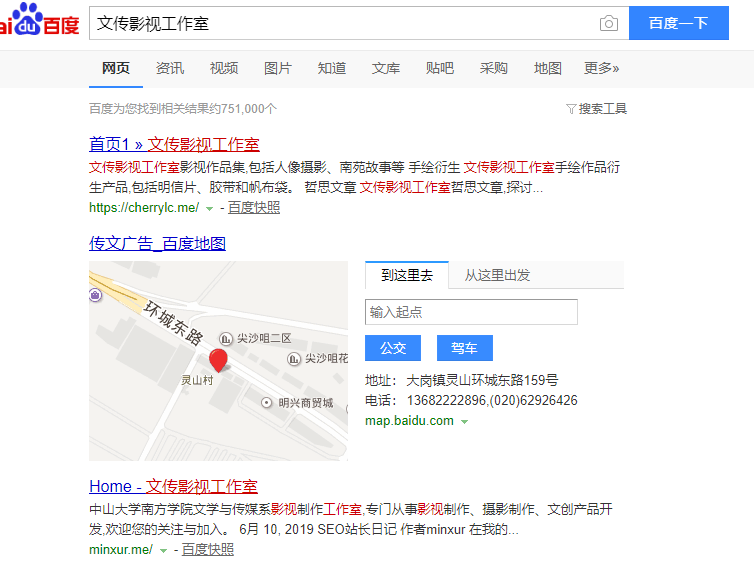 ai du 百度
文传影视工作室
百度一下
网页 资讯 视频 图片 知道 文库 贴吧 采购 地图 更多»
百度为您找到相关结果约751,000个 搜索工具
首页1 » 文传影视工作室
文传影视工作室影视作品集,包括人像摄影、南苑故事等 手绘衍生 文传影视工作室手绘作品衍
生产品,包括明信片、胶带和帆布袋。 哲思文章 文传影视工作室哲思文章,探讨...
https://cherrylc.me/ - 百度快照
传文广告_百度地图
环城东路
尖沙咀二区
尖沙咀花
灵山村
明兴商贸城
到这里去 从这里出发
输入起点
公交 驾车
地址: 大岗镇灵山环城东路159号
电话: 13682222896,(020)62926426
map.baidu.com
Home - 文传影视工作室
中山大学南方学院文学与传媒系影视制作工作室,专门从事影视制作、摄影制作、文创产品开
发,欢迎您的关注与加入。 6月 10, 2019 SEO站长日记 作者minxur 在我的...
minxur.me/ - 百度快照